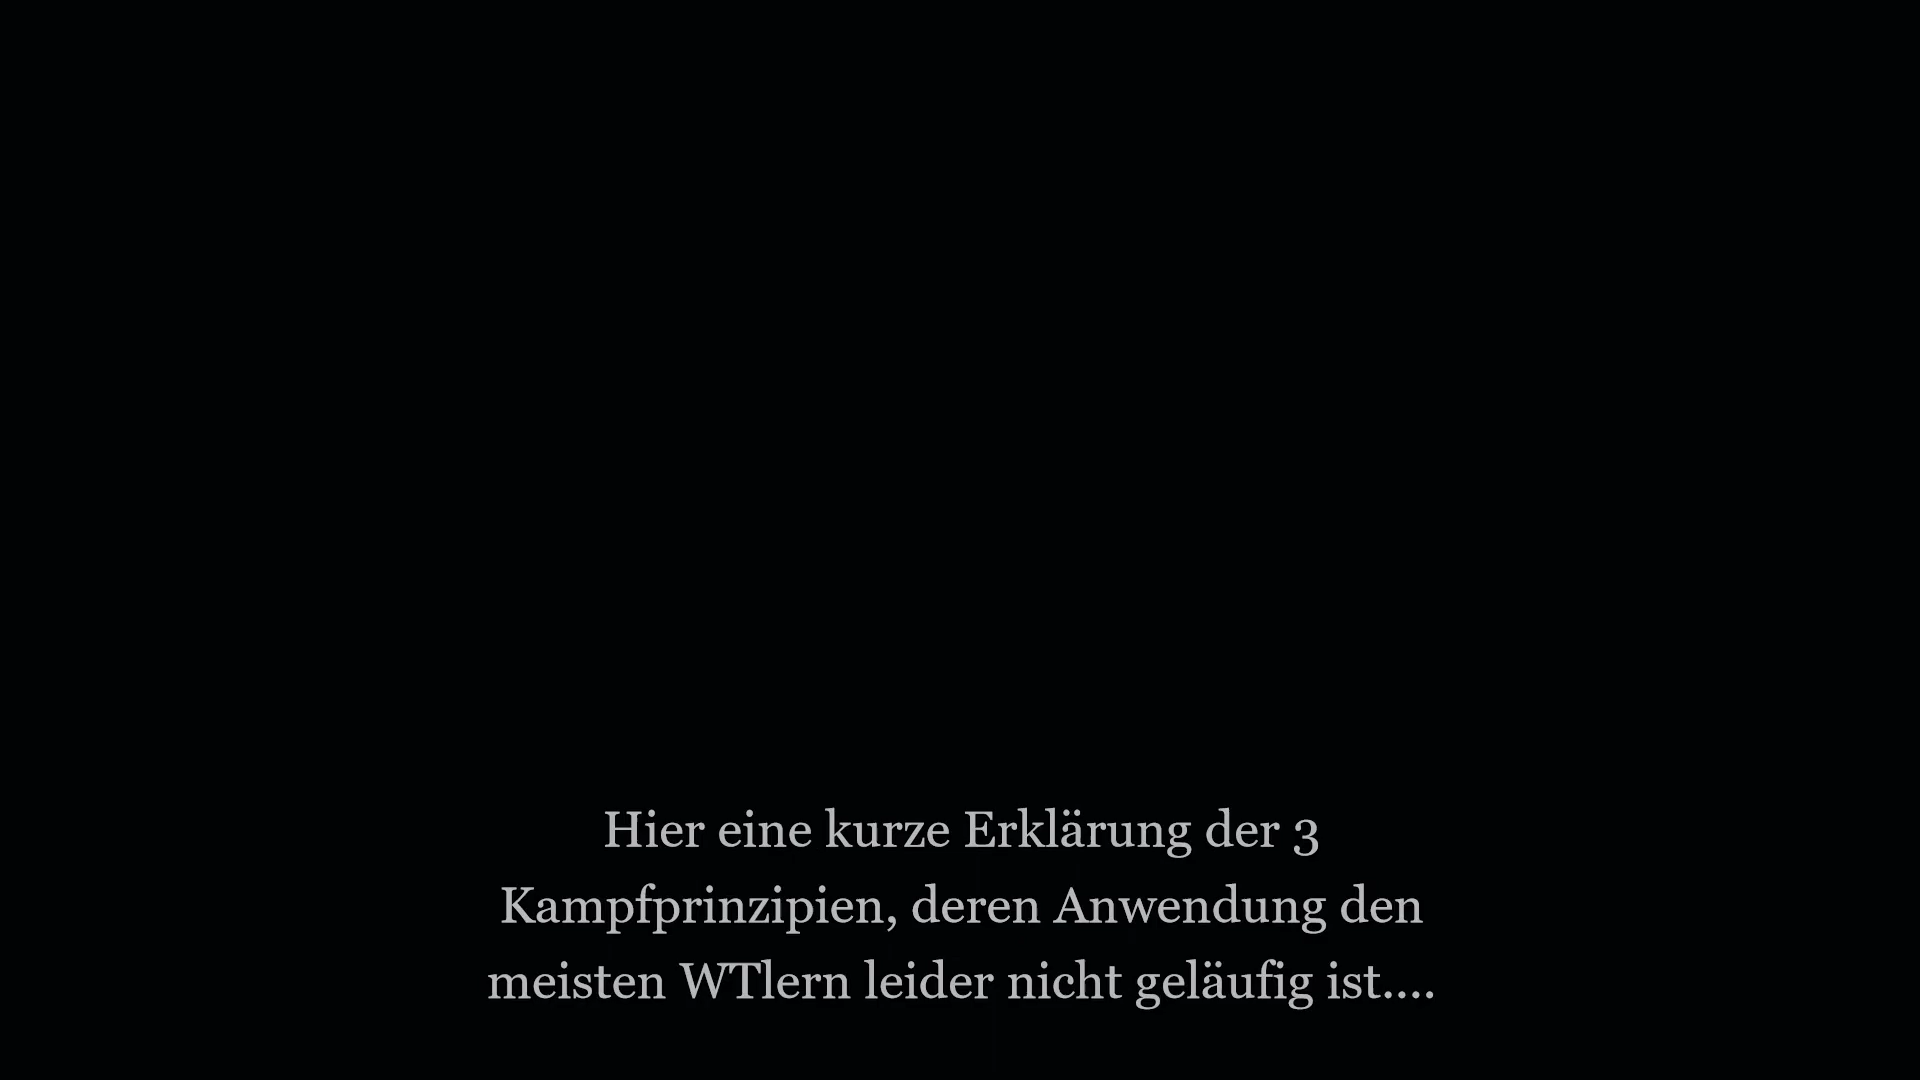 Hier eine kurze Erklärung der 3
Kampfprinzipien, deren Anwendung den
meisten WTlern leider nicht geläufig ist....